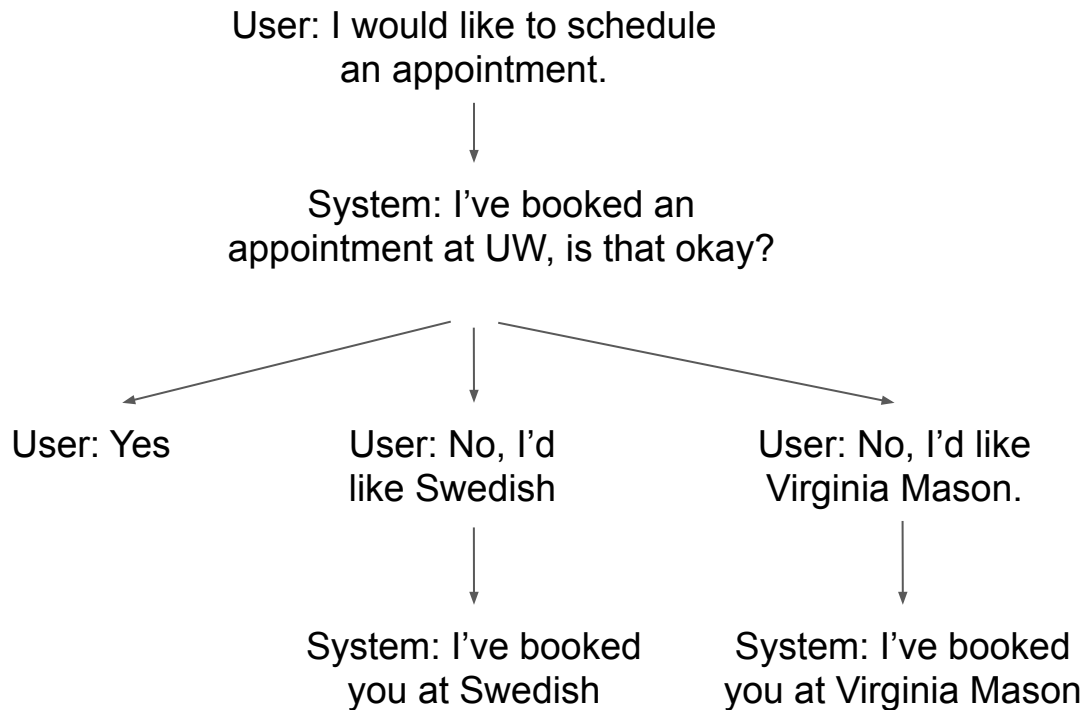 User: I would like to schedule
an appointment.
System: I’ve booked an
appointment at UW, is that okay?
User: Yes
User: No, I’d
like Swedish
User: No, I’d like
Virginia Mason.
System: I’ve booked
you at Swedish
System: I’ve booked
you at Virginia Mason